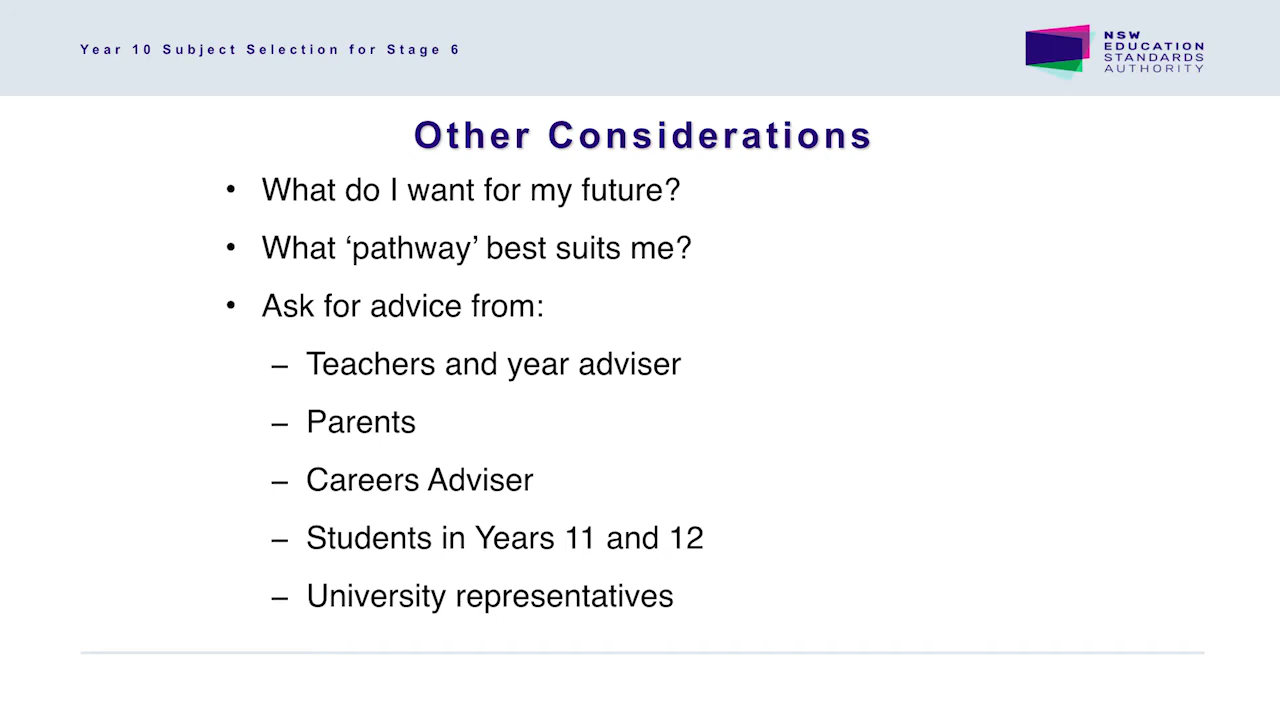 Year 10 Subject Selection for Stage 6
NSW
EDUCATION
STANDARDS
AUTHORITY
Other Considerations
• What do I want for my future?
• What ‘pathway’ best suits me?
• Ask for advice from:
– Teachers and year adviser
– Parents
– Careers Adviser
– Students in Years 11 and 12
– University representatives